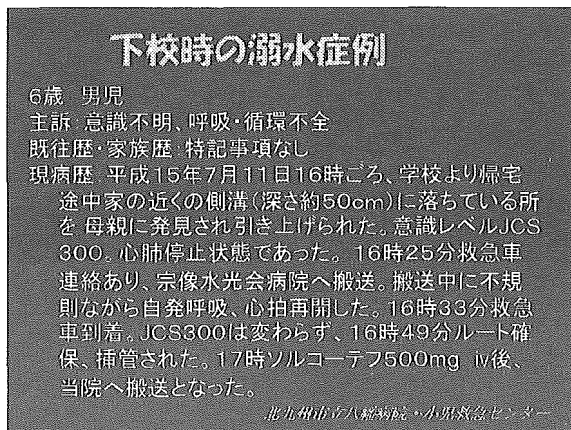 下校時の溺水症例
6歳 男児
主訴:意識不明、呼吸・循環不全
既往歴・家族歴:特記事項なし
現病歴 平成15年7月11日16時ごろ、学校より帰宅
途中家の近くの側溝(深さ約50cm)に落ちている所
を 母親に発見され引き上げられた。意識レベルJCS
300。心肺停止状態であった。16時25分救急車
連絡あり、宗像水光会病院へ搬送。搬送中に不規
則ながら自発呼吸、心拍再開した。16時33分救急
車到着。JCS300は変わらず、16時49分ルート確
保、挿管された。17時ソルコーテフ500mg iv後、
当院へ搬送となった。
北九州市立八幡病院・小児救急センター